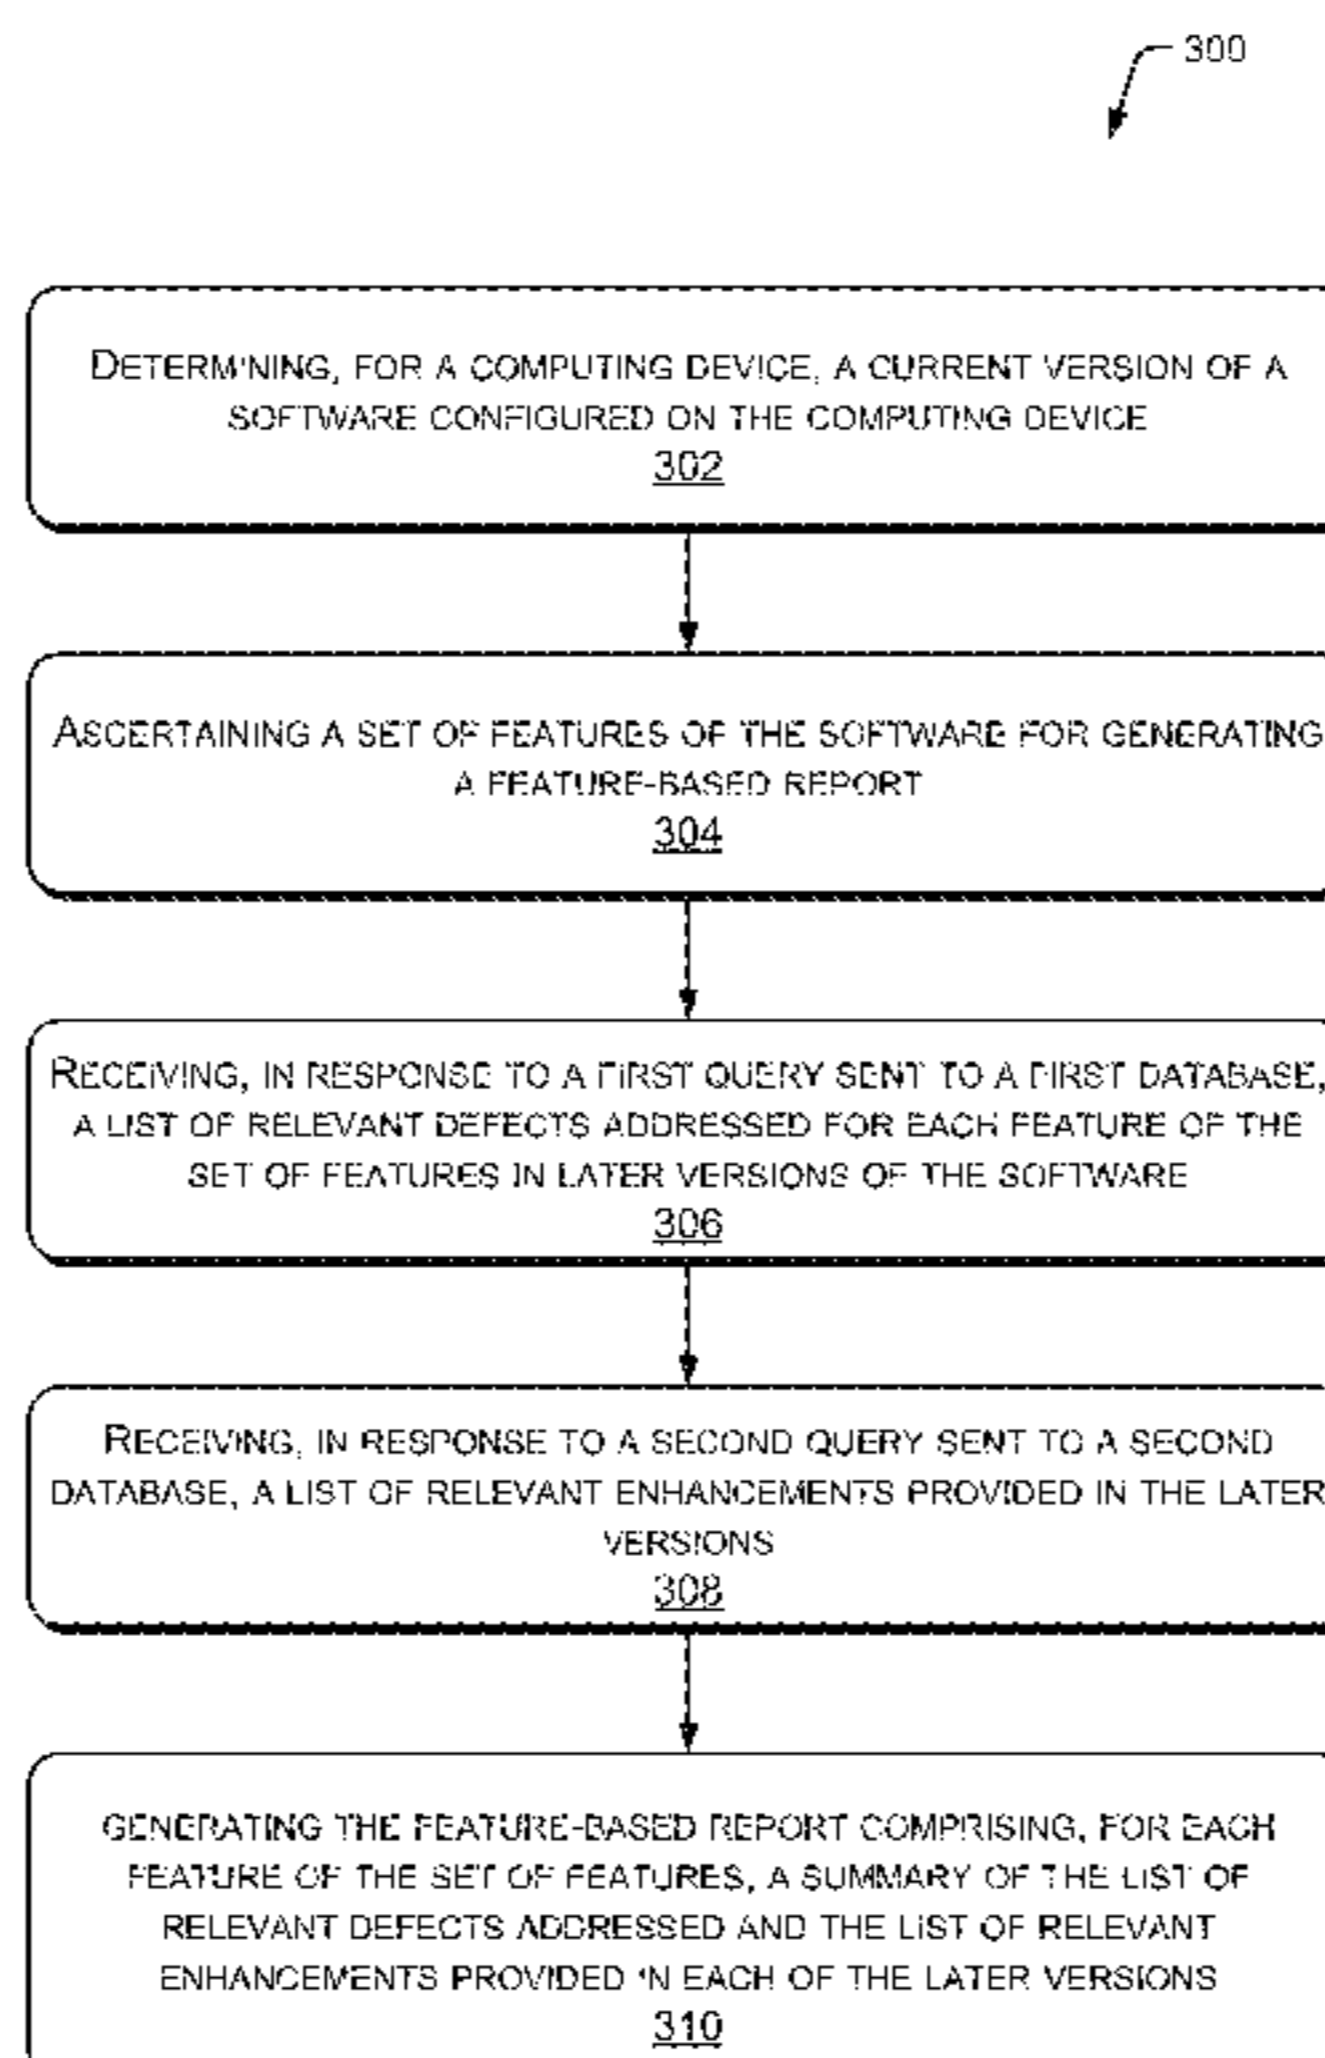 300
DETERMINING, FOR A COMPUTING DEVICE, A CURRENT VERSION OF A
SOFTWARE CONFIGURED ON THE COMPUTING DEVICE
302
ASCERTAINING A SET OF FEATURES OF THE SOFTWARE FOR GENERATING
A FEATURE-BASED REPORT
304
RECEIVING, IN RESPONSE TO A FIRST QUERY SENT TO A FIRST DATABASE,
A LIST OF RELEVANT DEFECTS ADDRESSED FOR EACH FEATURE OF THE
SET OF FEATURES IN LATER VERSIONS OF THE SOFTWARE
306
RECEIVING, IN RESPONSE TO A SECOND QUERY SENT TO A SECOND
DATABASE, A LIST OF RELEVANT ENHANCEMENTS PROVIDED IN THE LATER
VERSIONS
308
GENERATING THE FEATURE-BASED REPORT COMPRISING, FOR EACH
FEATURE OF THE SET OF FEATURES, A SUMMARY OF THE LIST OF
RELEVANT DEFECTS ADDRESSED AND THE LIST OF RELEVANT
ENHANCEMENTS PROVIDED IN EACH OF THE LATER VERSIONS
310